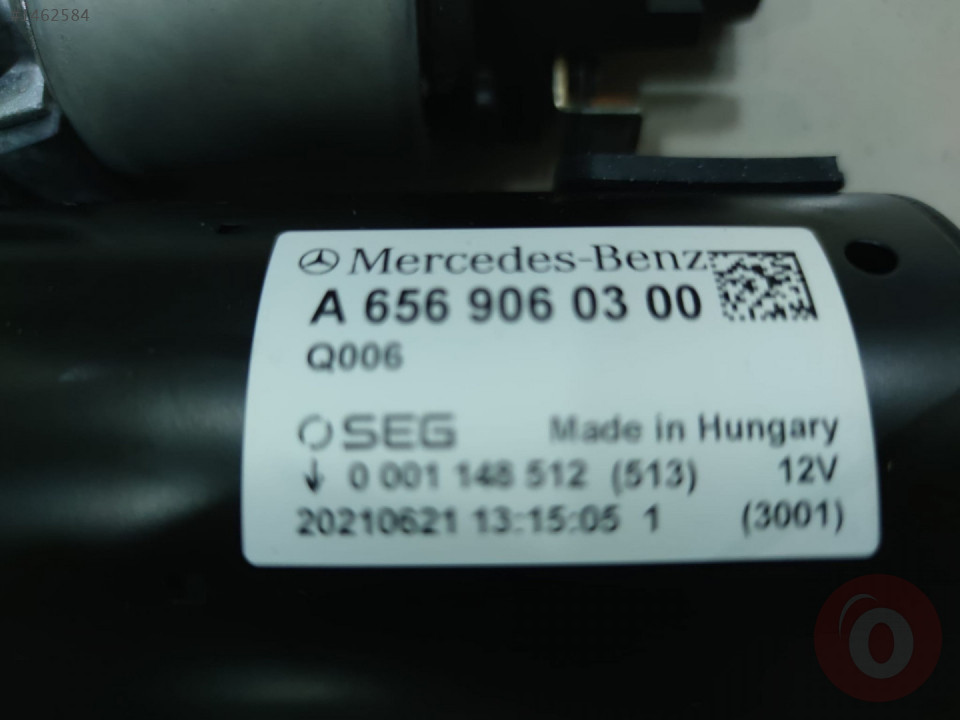 462584
Mercedes-Benz
A 656 906 03 00
Q006
SEG Made in Hungary
↓ 0 001 148 512 (513) 12V
20210621 13:15:05 1 (3001)
O